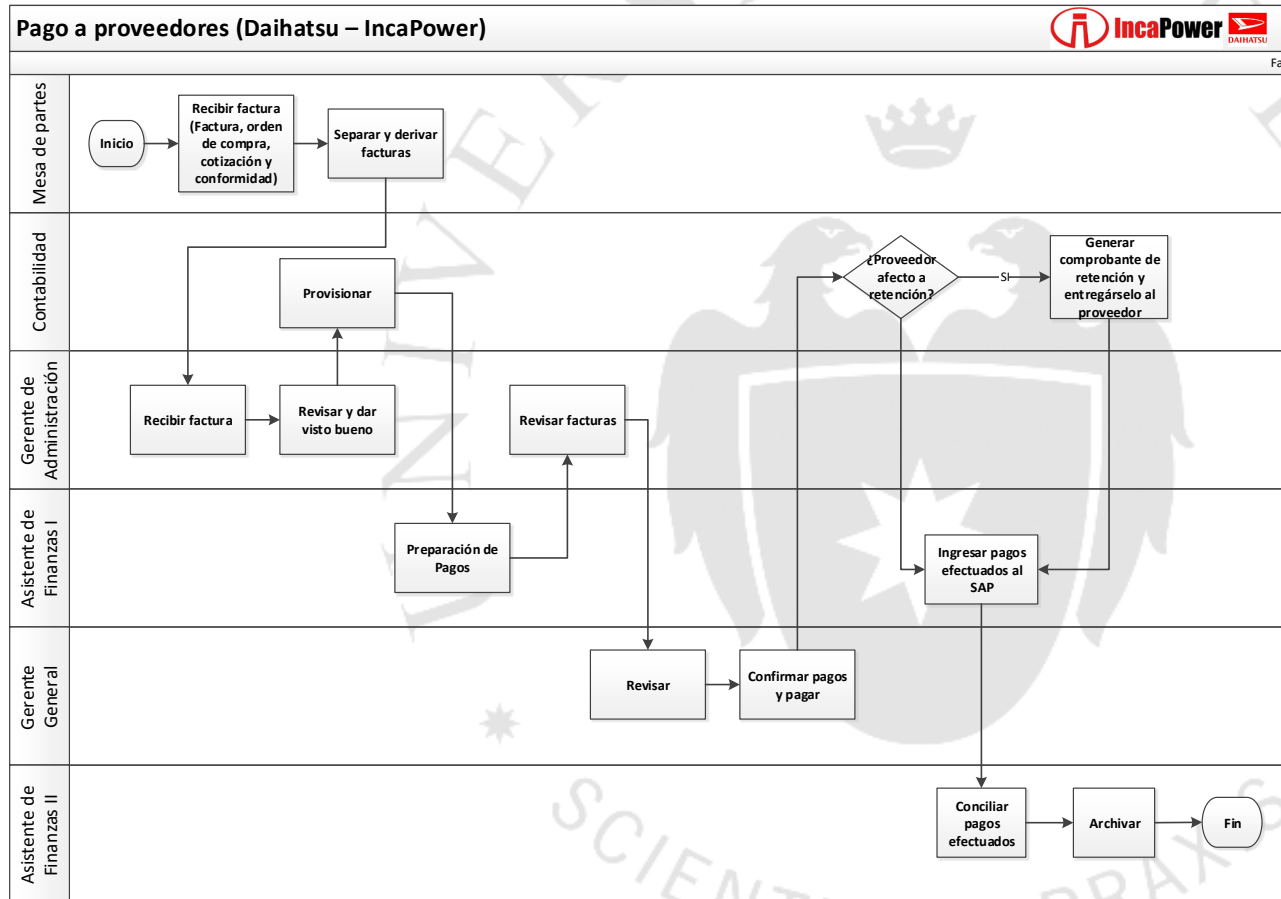 Pago a proveedores (Daihatsu – IncaPower)
IncaPower
DAIHATSU
Fa
Mesa de partes
Inicio
Recibir factura
(Factura, orden
de compra,
cotización y
conformidad)
Separar y derivar
facturas
Contabilidad
Provisionar
¿Proveedor
afecto a
retención?
SI
Generar
comprobante de
retención y
entregárselo al
proveedor
Gerente de
Administración
Recibir factura
Revisar y dar
visto bueno
Revisar facturas
Asistente de
Finanzas I
Preparación de
Pagos
Ingresar pagos
efectuados al
SAP
Gerente
General
Revisar
Confirmar pagos
y pagar
Asistente de
Finanzas II
Conciliar
pagos
efectuados
Archivar
Fin